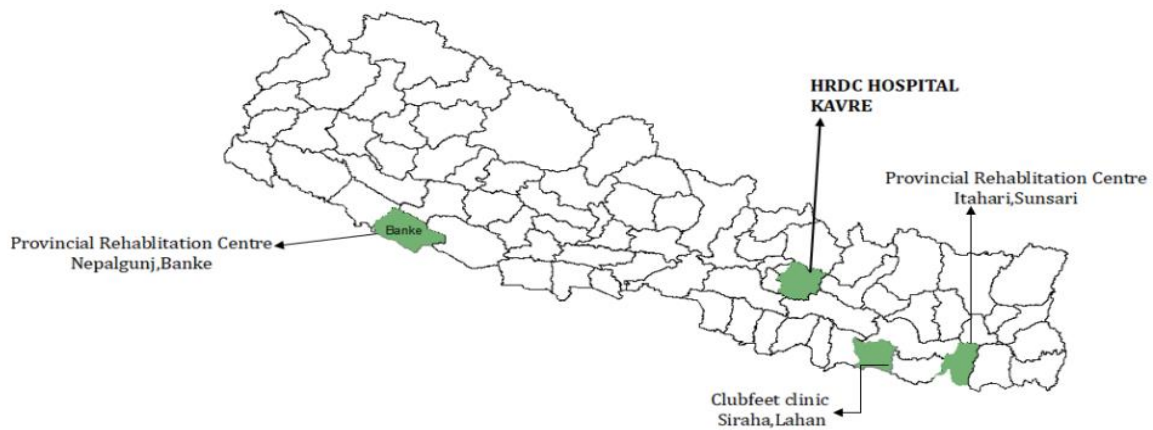 HRDC HOSPITAL
KAVRE
Provincial Rehablitation Centre
Itahari,Sunsari
Banke
Provincial Rehablitation Centre
Nepalgunj,Banke
Clubfeet clinic
Siraha,Lahan